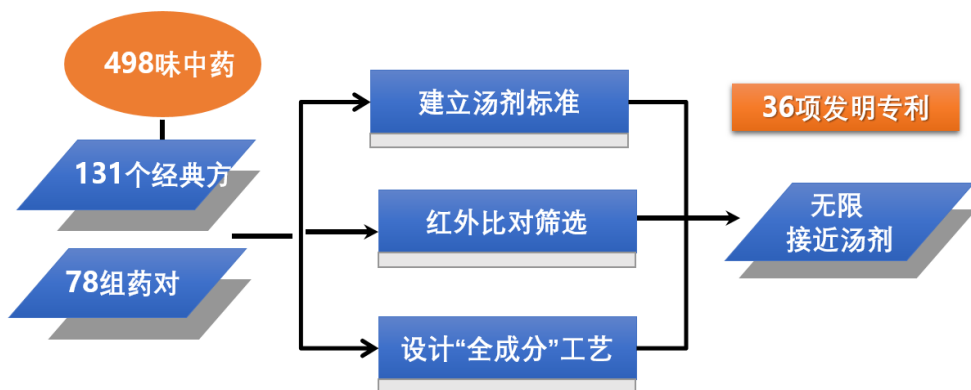 498味中药
131个经典方
78组药对
建立汤剂标准
红外比对筛选
设计“全成分”工艺
36项发明专利
无限
接近汤剂